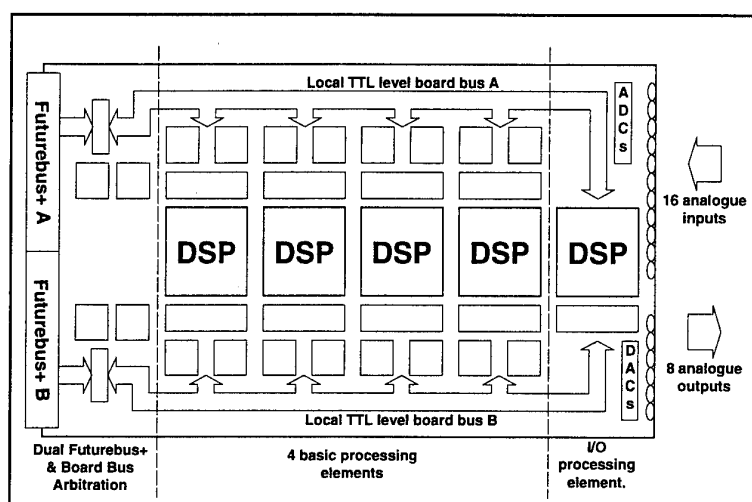 Local TTL level board bus A
Futurebus+ A
ADCs
16 analogue
inputs
DSP
DSP
DSP
DSP
DSP
Futurebus+ B
DACs
8 analogue
outputs
Local TTL level board bus B
Dual Futurebus+
& Board Bus
Arbitration
4 basic processing
elements
I/O
processing
element.